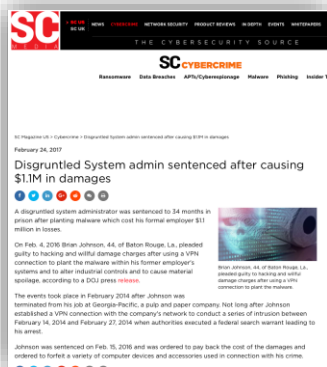 SC
MEDIA
> SC US
SC UK
NEWS CYBERCRIME NETWORK SECURITY PRODUCT REVIEWS IN DEPTH EVENTS WHITEPAPERS
THE CYBERSECURITY SOURCE
SC CYBERCRIME
Ransomware Data Breaches APTs/Cyberespionage Malware Phishing Insider T
SC Magazine US > Cybercrime > Disgruntled System admin sentenced after causing $1.1M in damages
February 24, 2017
Disgruntled System admin sentenced after causing
$1.1M in damages
A disgruntled system administrator was sentenced to 34 months in
prison after planting malware which cost his formal employer $1.1
million in losses.
On Feb. 4, 2016 Brian Johnson, 44, of Baton Rouge, La., pleaded
guilty to hacking and willful damage charges after using a VPN
connection to plant the malware within his former employer's
systems and to alter industrial controls and to cause material
spoilage, according to a DOJ press release.
Brian Johnson, 44, of Baton Rouge, La.,
pleaded guilty to hacking and willful
damage charges after using a VPN
connection to plant the malware.
The events took place in February 2014 after Johnson was
terminated from his job at Georgia-Pacific, a pulp and paper company. Not long after Johnson
established a VPN connection with the company's network to conduct a series of intrusion between
February 14, 2014 and February 27, 2014 when authorities executed a federal search warrant leading to
his arrest.
Johnson was sentenced on Feb. 15, 2016 and was ordered to pay back the cost of the damages and
ordered to forfeit a variety of computer devices and accessories used in connection with his crime.